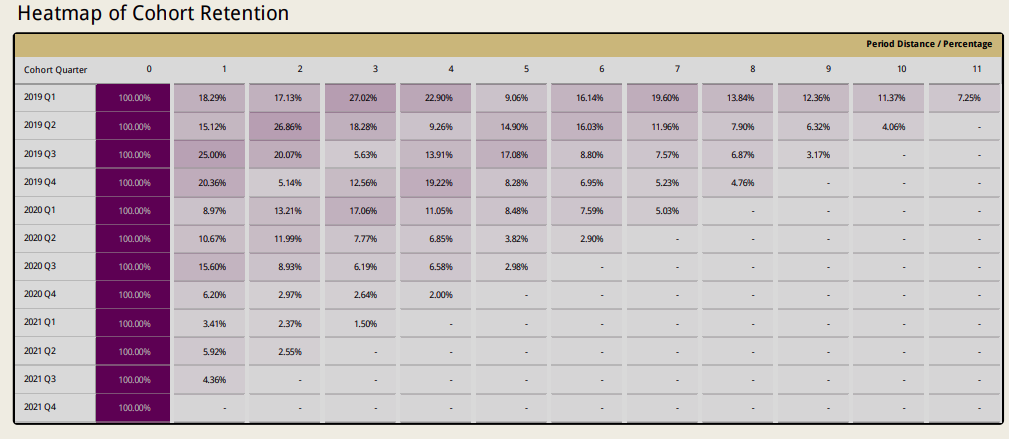 Heatmap of Cohort Retention
Period Distance / Percentage
Cohort Quarter 0 1 2 3 4 5 6 7 8 9 10 11
2019 Q1 100.00% 18.29% 17.13% 27.02% 22.90% 9.06% 16.14% 19.60% 13.84% 12.36% 11.37% 7.25%
2019 Q2 100.00% 15.12% 26.86% 18.28% 9.26% 14.90% 16.03% 11.96% 7.90% 6.32% 4.06% -
2019 Q3 100.00% 25.00% 20.07% 5.63% 13.91% 17.08% 8.80% 7.57% 6.87% 3.17% - -
2019 Q4 100.00% 20.36% 5.14% 12.56% 19.22% 8.28% 6.95% 5.23% 4.76% - - -
2020 Q1 100.00% 8.97% 13.21% 17.06% 11.05% 8.48% 7.59% 5.03% - - - -
2020 Q2 100.00% 10.67% 11.99% 7.77% 6.85% 3.82% 2.90% - - - - -
2020 Q3 100.00% 15.60% 8.93% 6.19% 6.58% 2.98% - - - - - -
2020 Q4 100.00% 6.20% 2.97% 2.64% 2.00% - - - - - - -
2021 Q1 100.00% 3.41% 2.37% 1.50% - - - - - - - -
2021 Q2 100.00% 5.92% 2.55% - - - - - - - - -
2021 Q3 100.00% 4.36% - - - - - - - - - -
2021 Q4 100.00% - - - - - - - - - - -